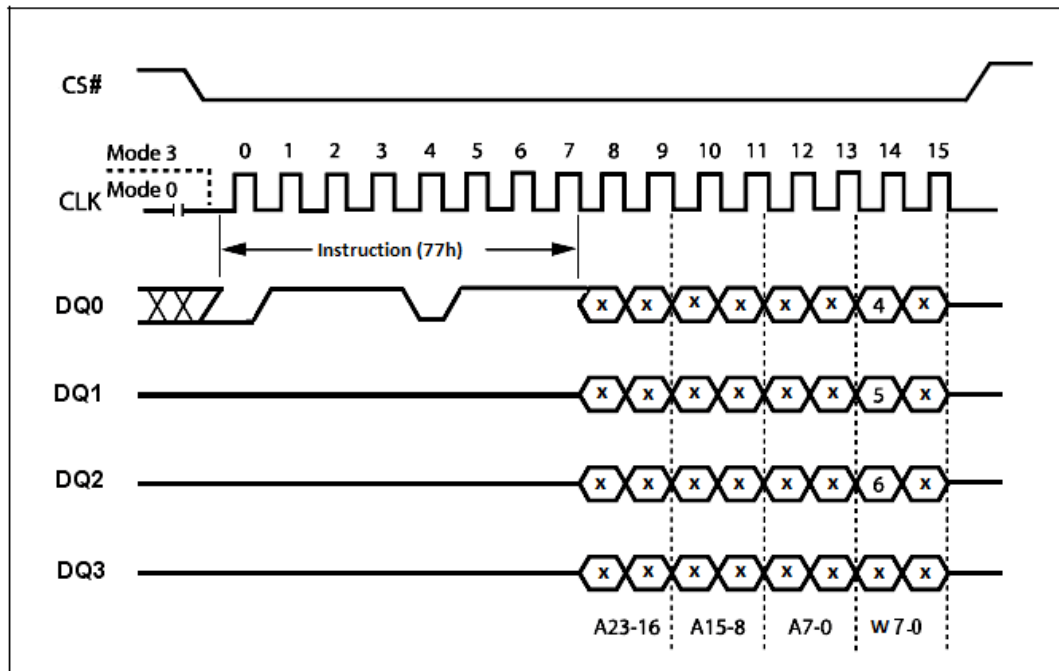 CS#
Mode 3
0 1 2 3 4 5 6 7 8 9 10 11 12 13 14 15
CLK
Mode 0
Instruction (77h)
DQ0
x x x x x x 4 x
DQ1
x x x x x x 5 x
DQ2
x x x x x x 6 x
DQ3
x x x x x x x x
A23-16 A15-8 A7-0 W7-0